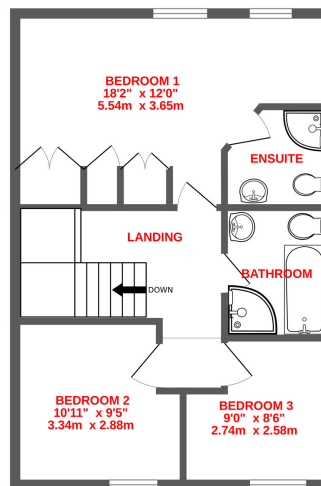 BEDROOM 1
18'2" x 12'0"
5.54m x 3.65m
ENSUITE
LANDING
BATHROOM
DOWN
BEDROOM 2
10'11" x 9'5"
3.34m x 2.88m
BEDROOM 3
9'0" x 8'6"
2.74m x 2.58m